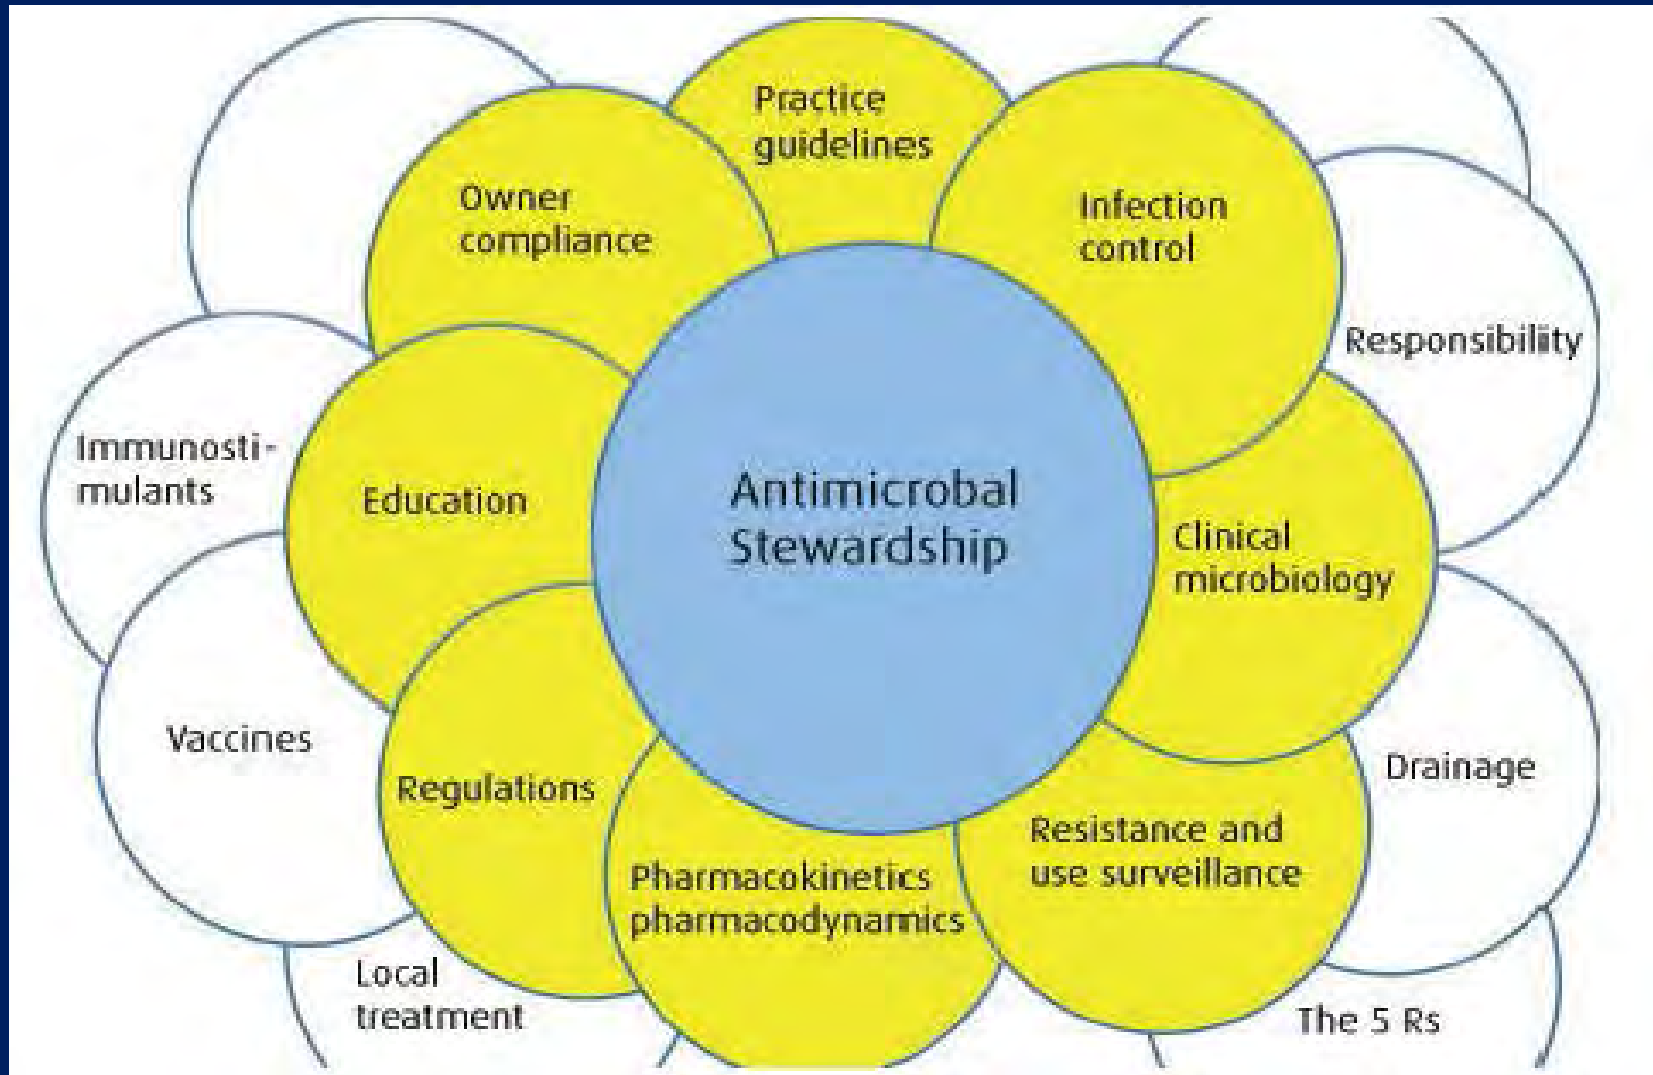 Practice
guidelines
Owner
compliance
Infection
control
Responsibility
Immunosti-
mulants
Education
Antimicrobal
Stewardship
Clinical
microbiology
Vaccines
Regulations
Drainage
Resistance and
use surveillance
Pharmacokinetics
pharmacodynamics
Local
treatment
The 5 Rs